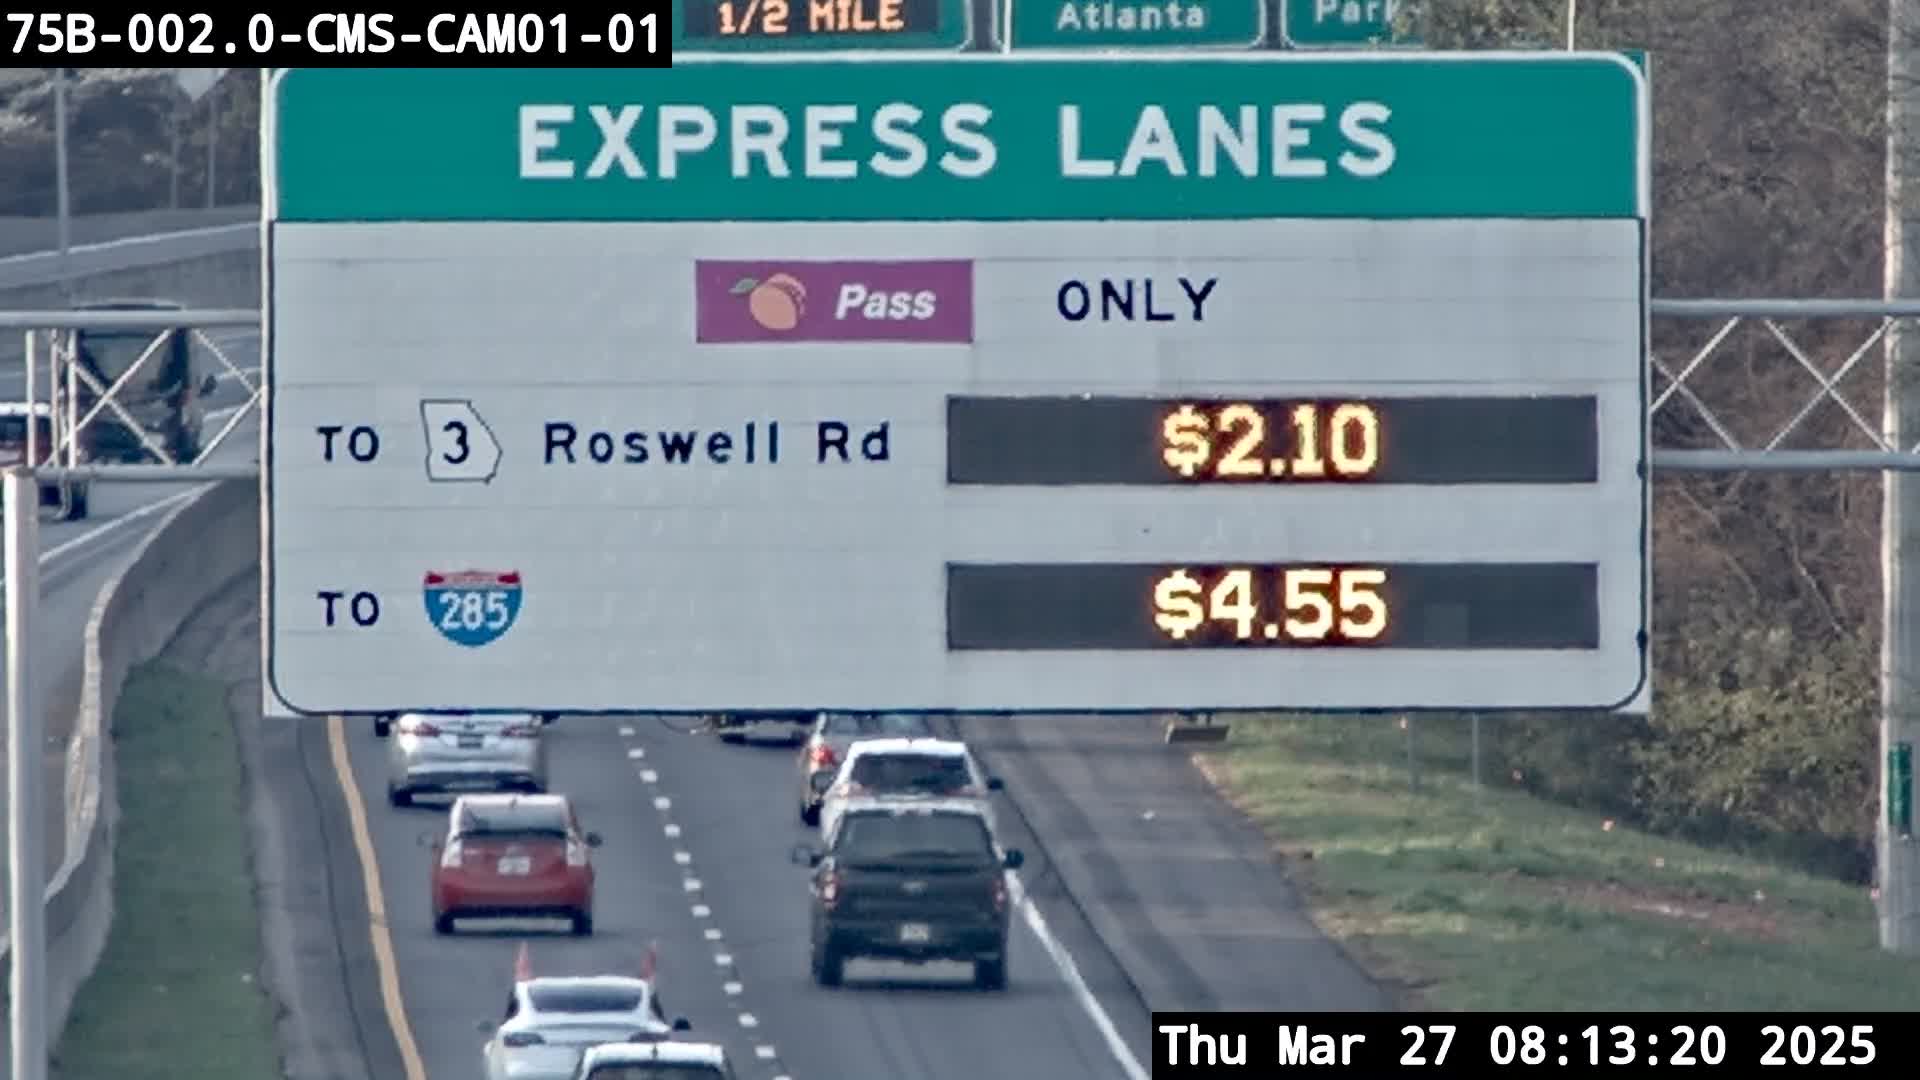 75B-002.0-CMS-CAM01-01
1/2 MILE
Atlanta
EXPRESS LANES
Pass ONLY
TO 3 Roswell Rd $2.10
TO 285 $4.55
Thu Mar 27 08:13:20 2025